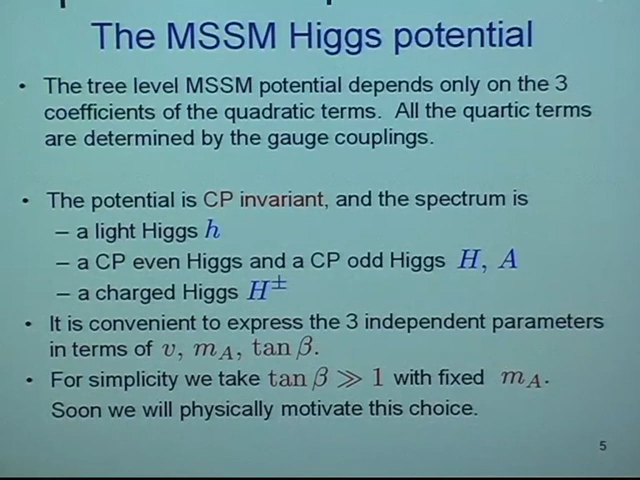 The MSSM Higgs potential
• The tree level MSSM potential depends only on the 3
coefficients of the quadratic terms. All the quartic terms
are determined by the gauge couplings.
• The potential is CP invariant, and the spectrum is
– a light Higgs h
– a CP even Higgs and a CP odd Higgs H, A
– a charged Higgs H±
• It is convenient to express the 3 independent parameters
in terms of v, m_A, tan β.
• For simplicity we take tan β ≫ 1 with fixed m_A.
Soon we will physically motivate this choice.
5